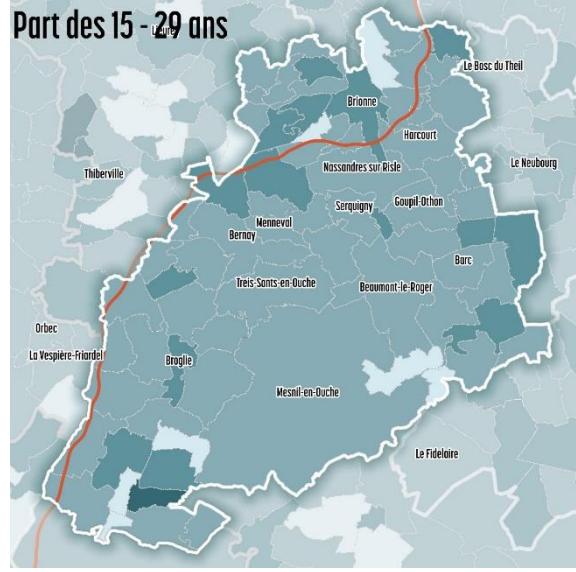 Part des 15 - 29 ans
Le Bosc du Theil
Brionne
Harcourt
Le Neubourg
Thiberville
Nassandres sur Risle
Serquigny
Goupil-Othon
Menneval
Bernay
Barc
Treis-Sants-en-Ouche
Beaumont-le-Roger
Orbec
La Vespière-Friardel
Broglie
Mesnil-en-Ouche
Le Fidelaire